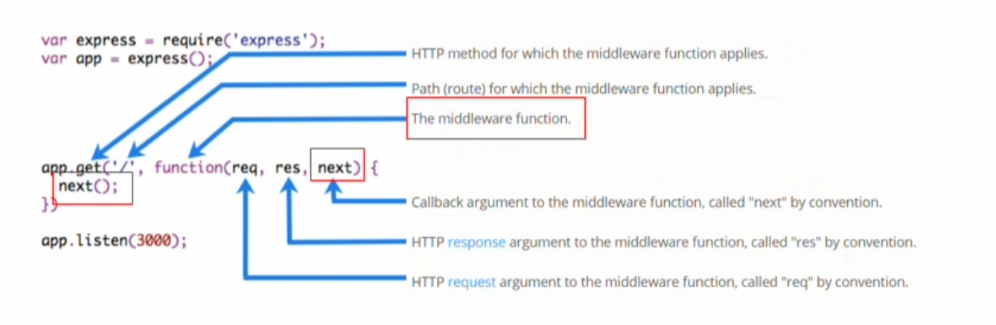 var express = require('express');
var app = express();
HTTP method for which the middleware function applies.
Path (route) for which the middleware function applies.
The middleware function.
app.get('/', function(req, res, next) {
next();
})
Callback argument to the middleware function, called "next" by convention.
app.listen(3000);
HTTP response argument to the middleware function, called "res" by convention.
HTTP request argument to the middleware function, called "req" by convention.